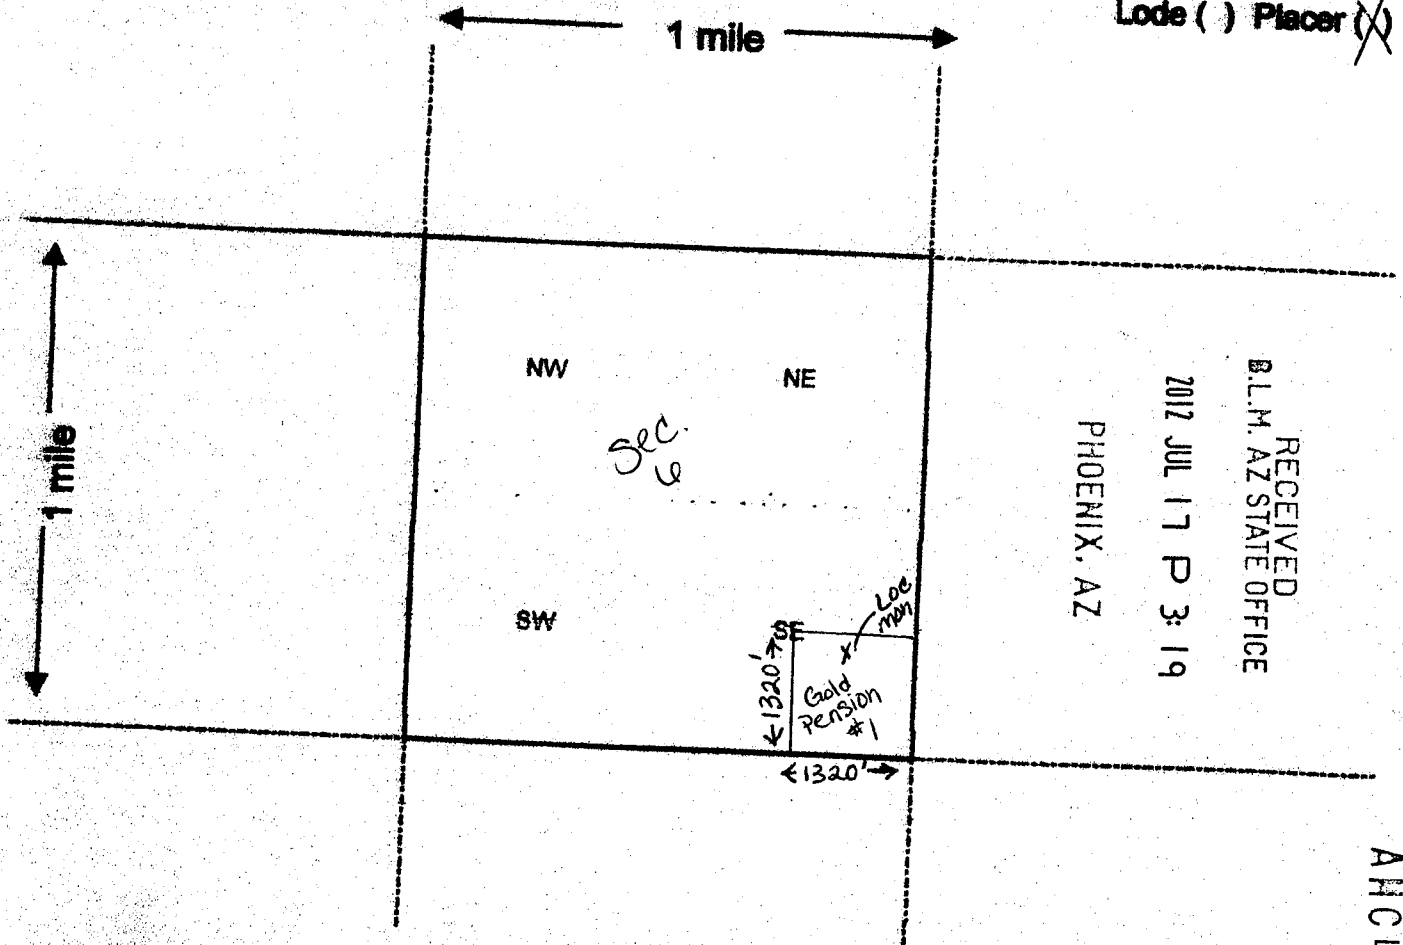 1 mile
Lode ( ) Placer (X)
1 mile
NW
NE
Sec.
6
RECEIVED
B.L.M. AZ STATE OFFICE
2012 JUL 17 P 3:19
PHOENIX, AZ
SW
SE
Loc
mon
X
1320'
Gold
Pension
#1
1320'